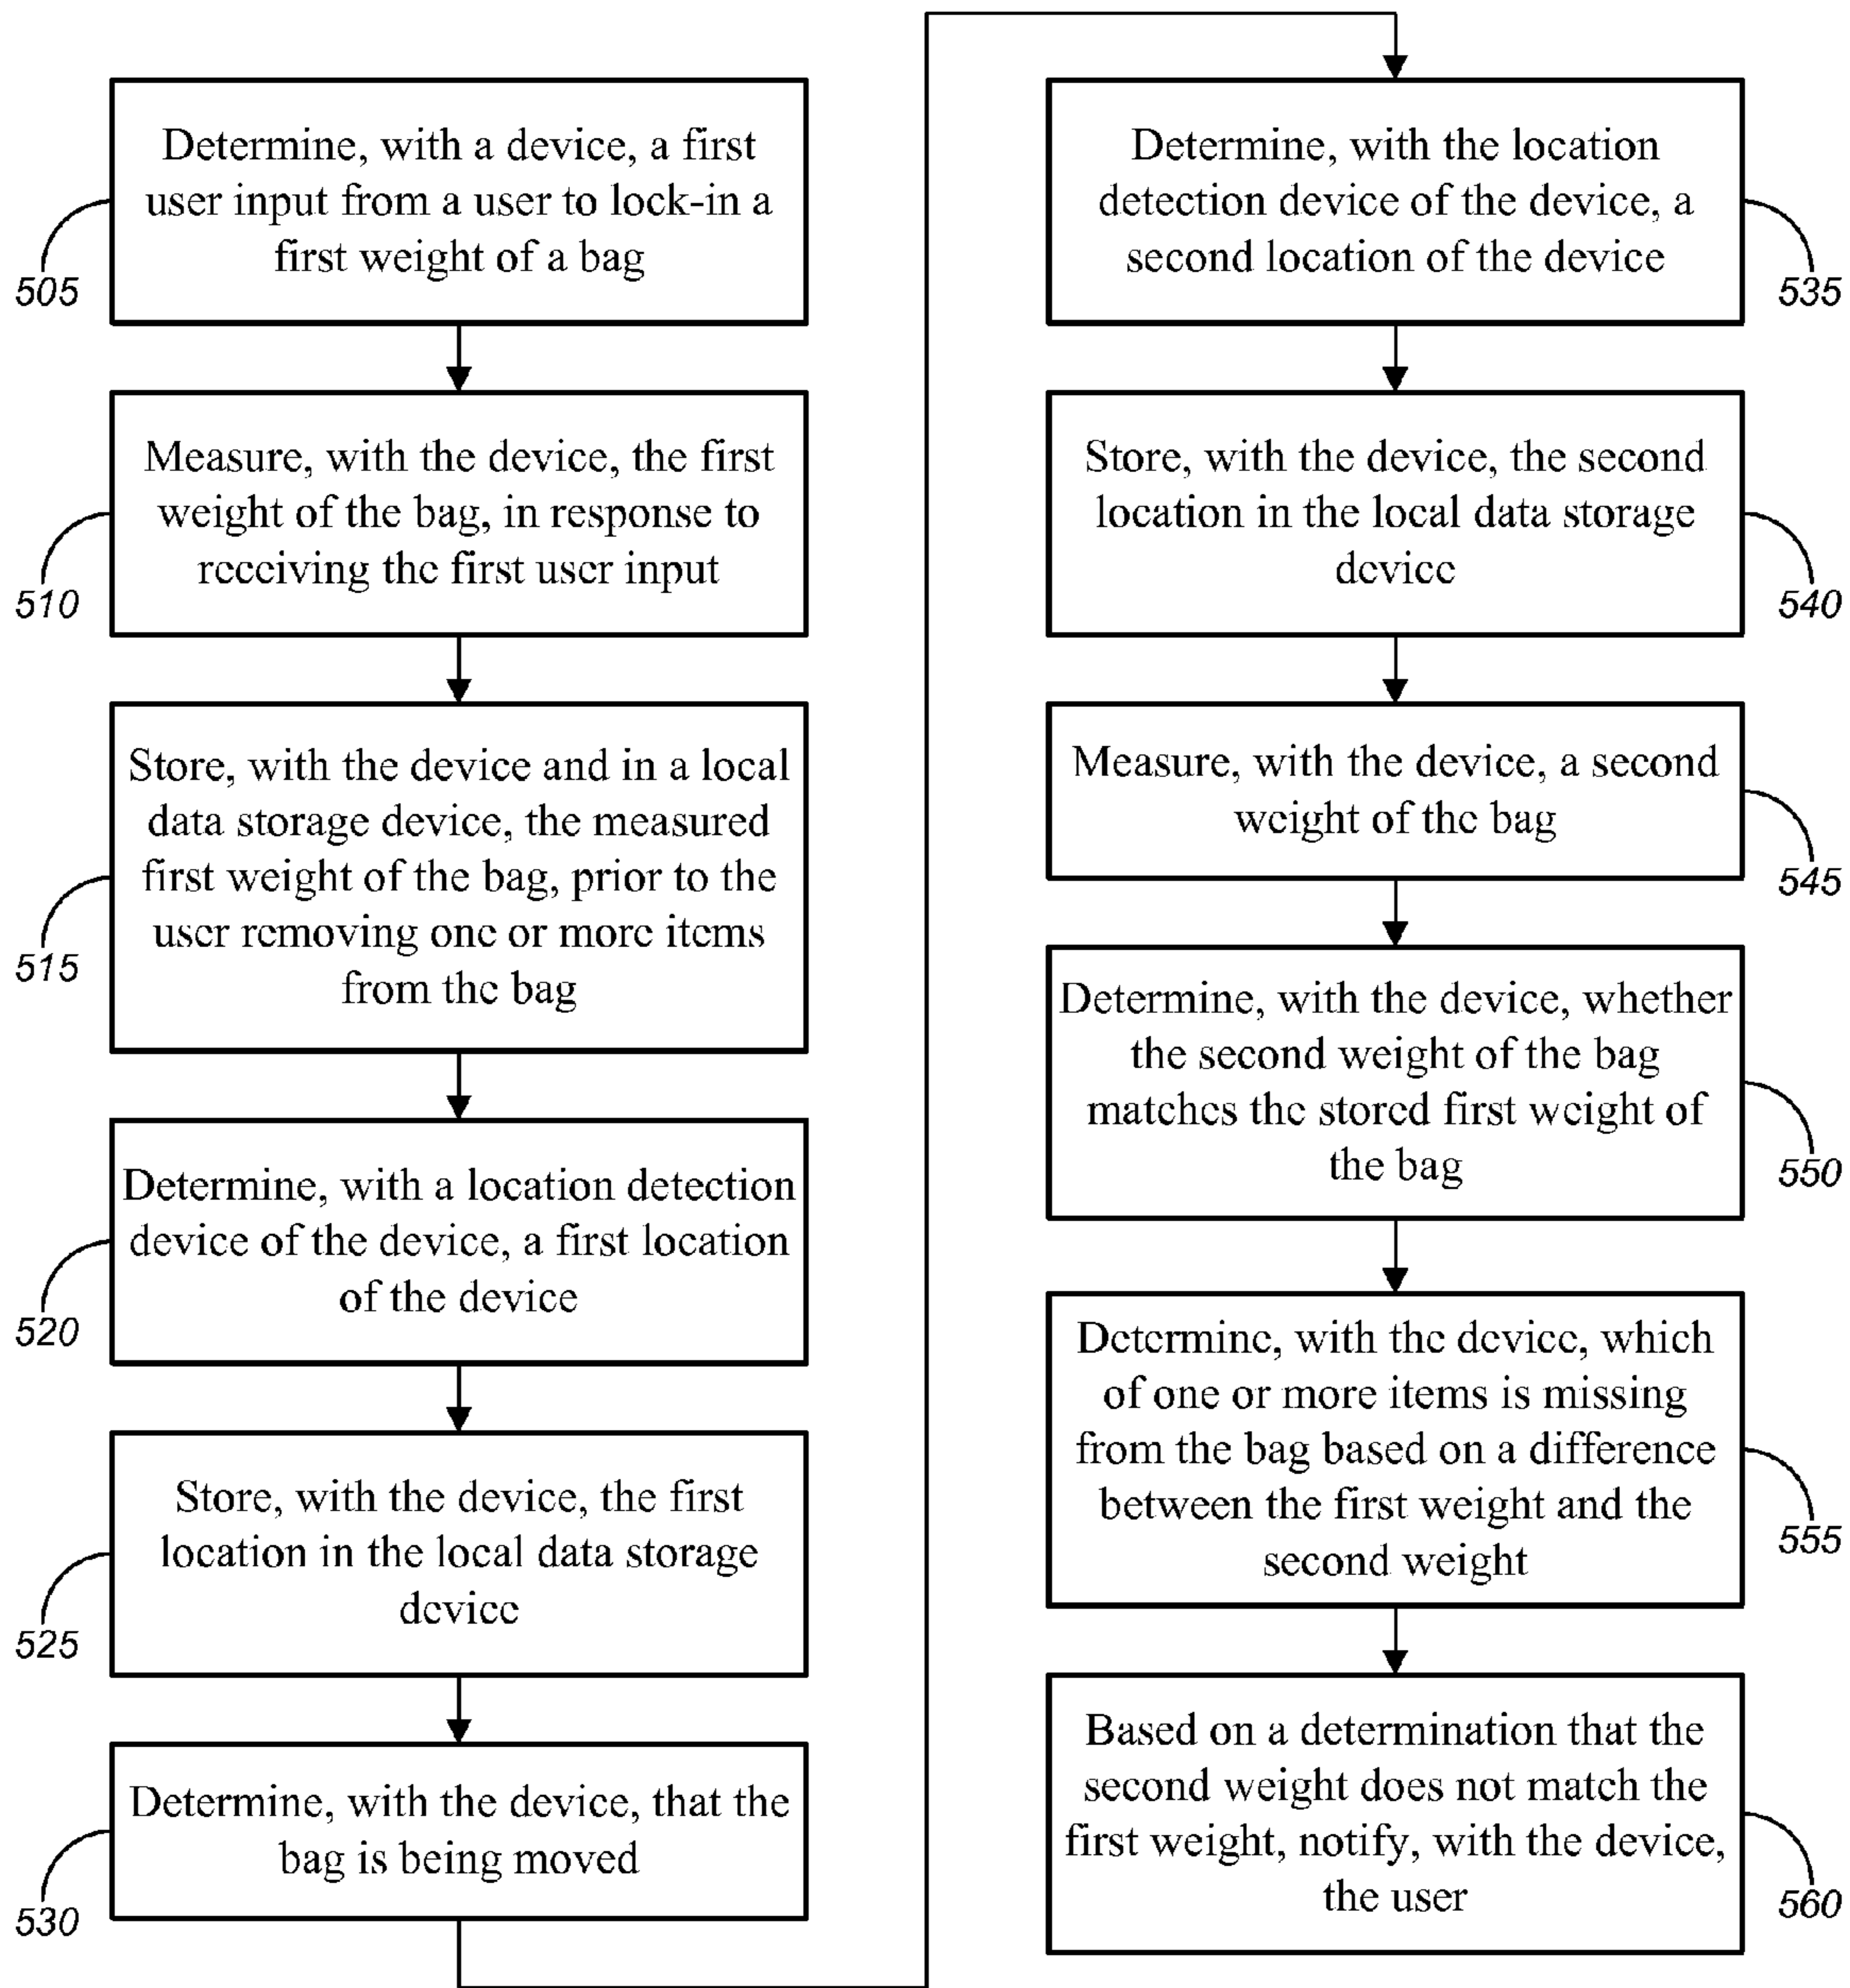 Determine, with a device, a first
user input from a user to lock-in a
first weight of a bag
505
Measure, with the device, the first
weight of the bag, in response to
receiving the first user input
510
Store, with the device and in a local
data storage device, the measured
first weight of the bag, prior to the
user removing one or more items
from the bag
515
Determine, with a location detection
device of the device, a first location
of the device
520
Store, with the device, the first
location in the local data storage
device
525
Determine, with the device, that the
bag is being moved
530
Determine, with the location
detection device of the device, a
second location of the device
535
Store, with the device, the second
location in the local data storage
device
540
Measure, with the device, a second
weight of the bag
545
Determine, with the device, whether
the second weight of the bag
matches the stored first weight of
the bag
550
Determine, with the device, which
of one or more items is missing
from the bag based on a difference
between the first weight and the
second weight
555
Based on a determination that the
second weight does not match the
first weight, notify, with the device,
the user
560